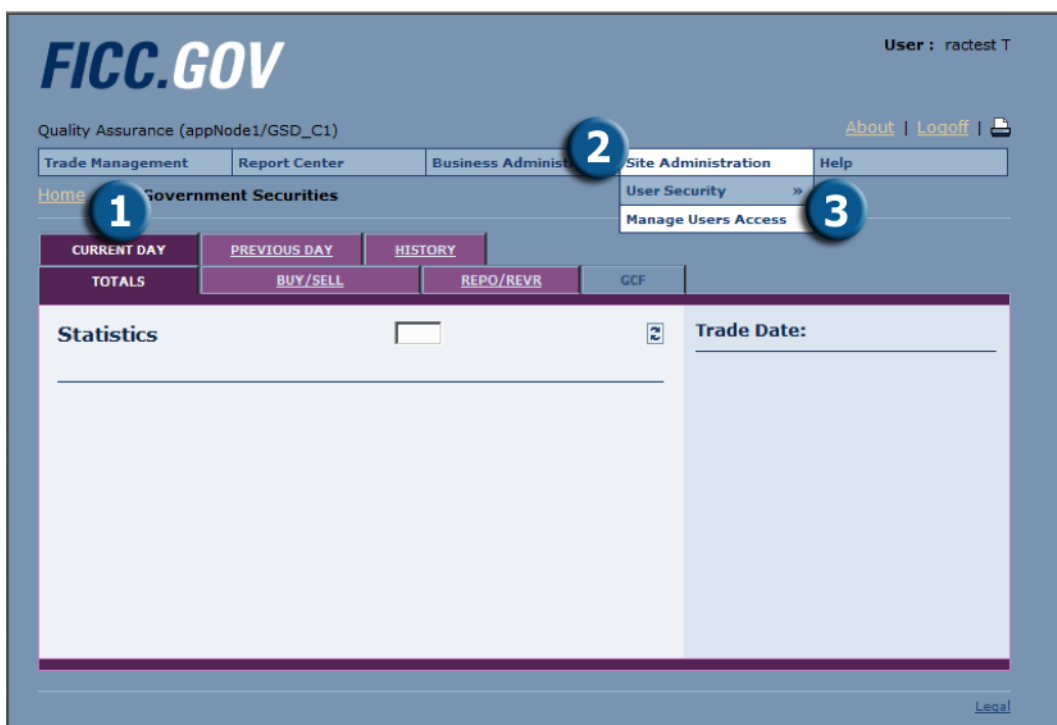 FICC.GOV
User : ractest T
Quality Assurance (appNode1/GSD_C1)
About | Logoff |
Trade Management Report Center Business Administ 2 Site Administration Help
Home 1 Government Securities
User Security » 3
Manage Users Access
CURRENT DAY PREVIOUS DAY HISTORY
TOTALS BUY/SELL REPO/REVR GCF
Statistics
Trade Date:
Legal